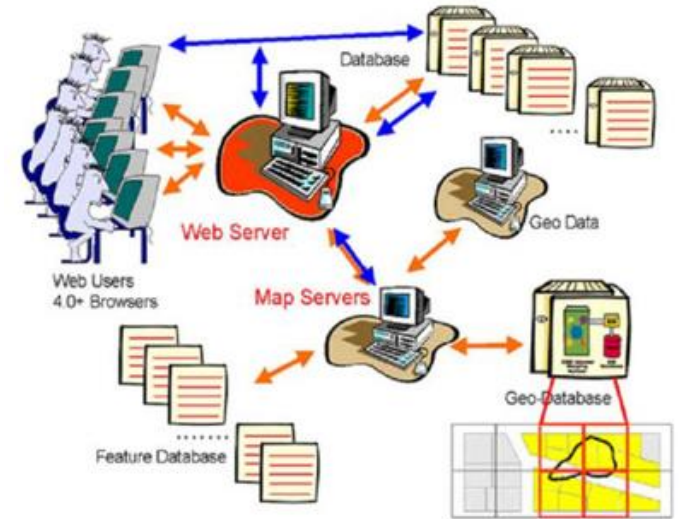 Database
Web Server
Geo Data
Web Users
4.0+ Browsers
Map Servers
Geo-Database
Feature Database